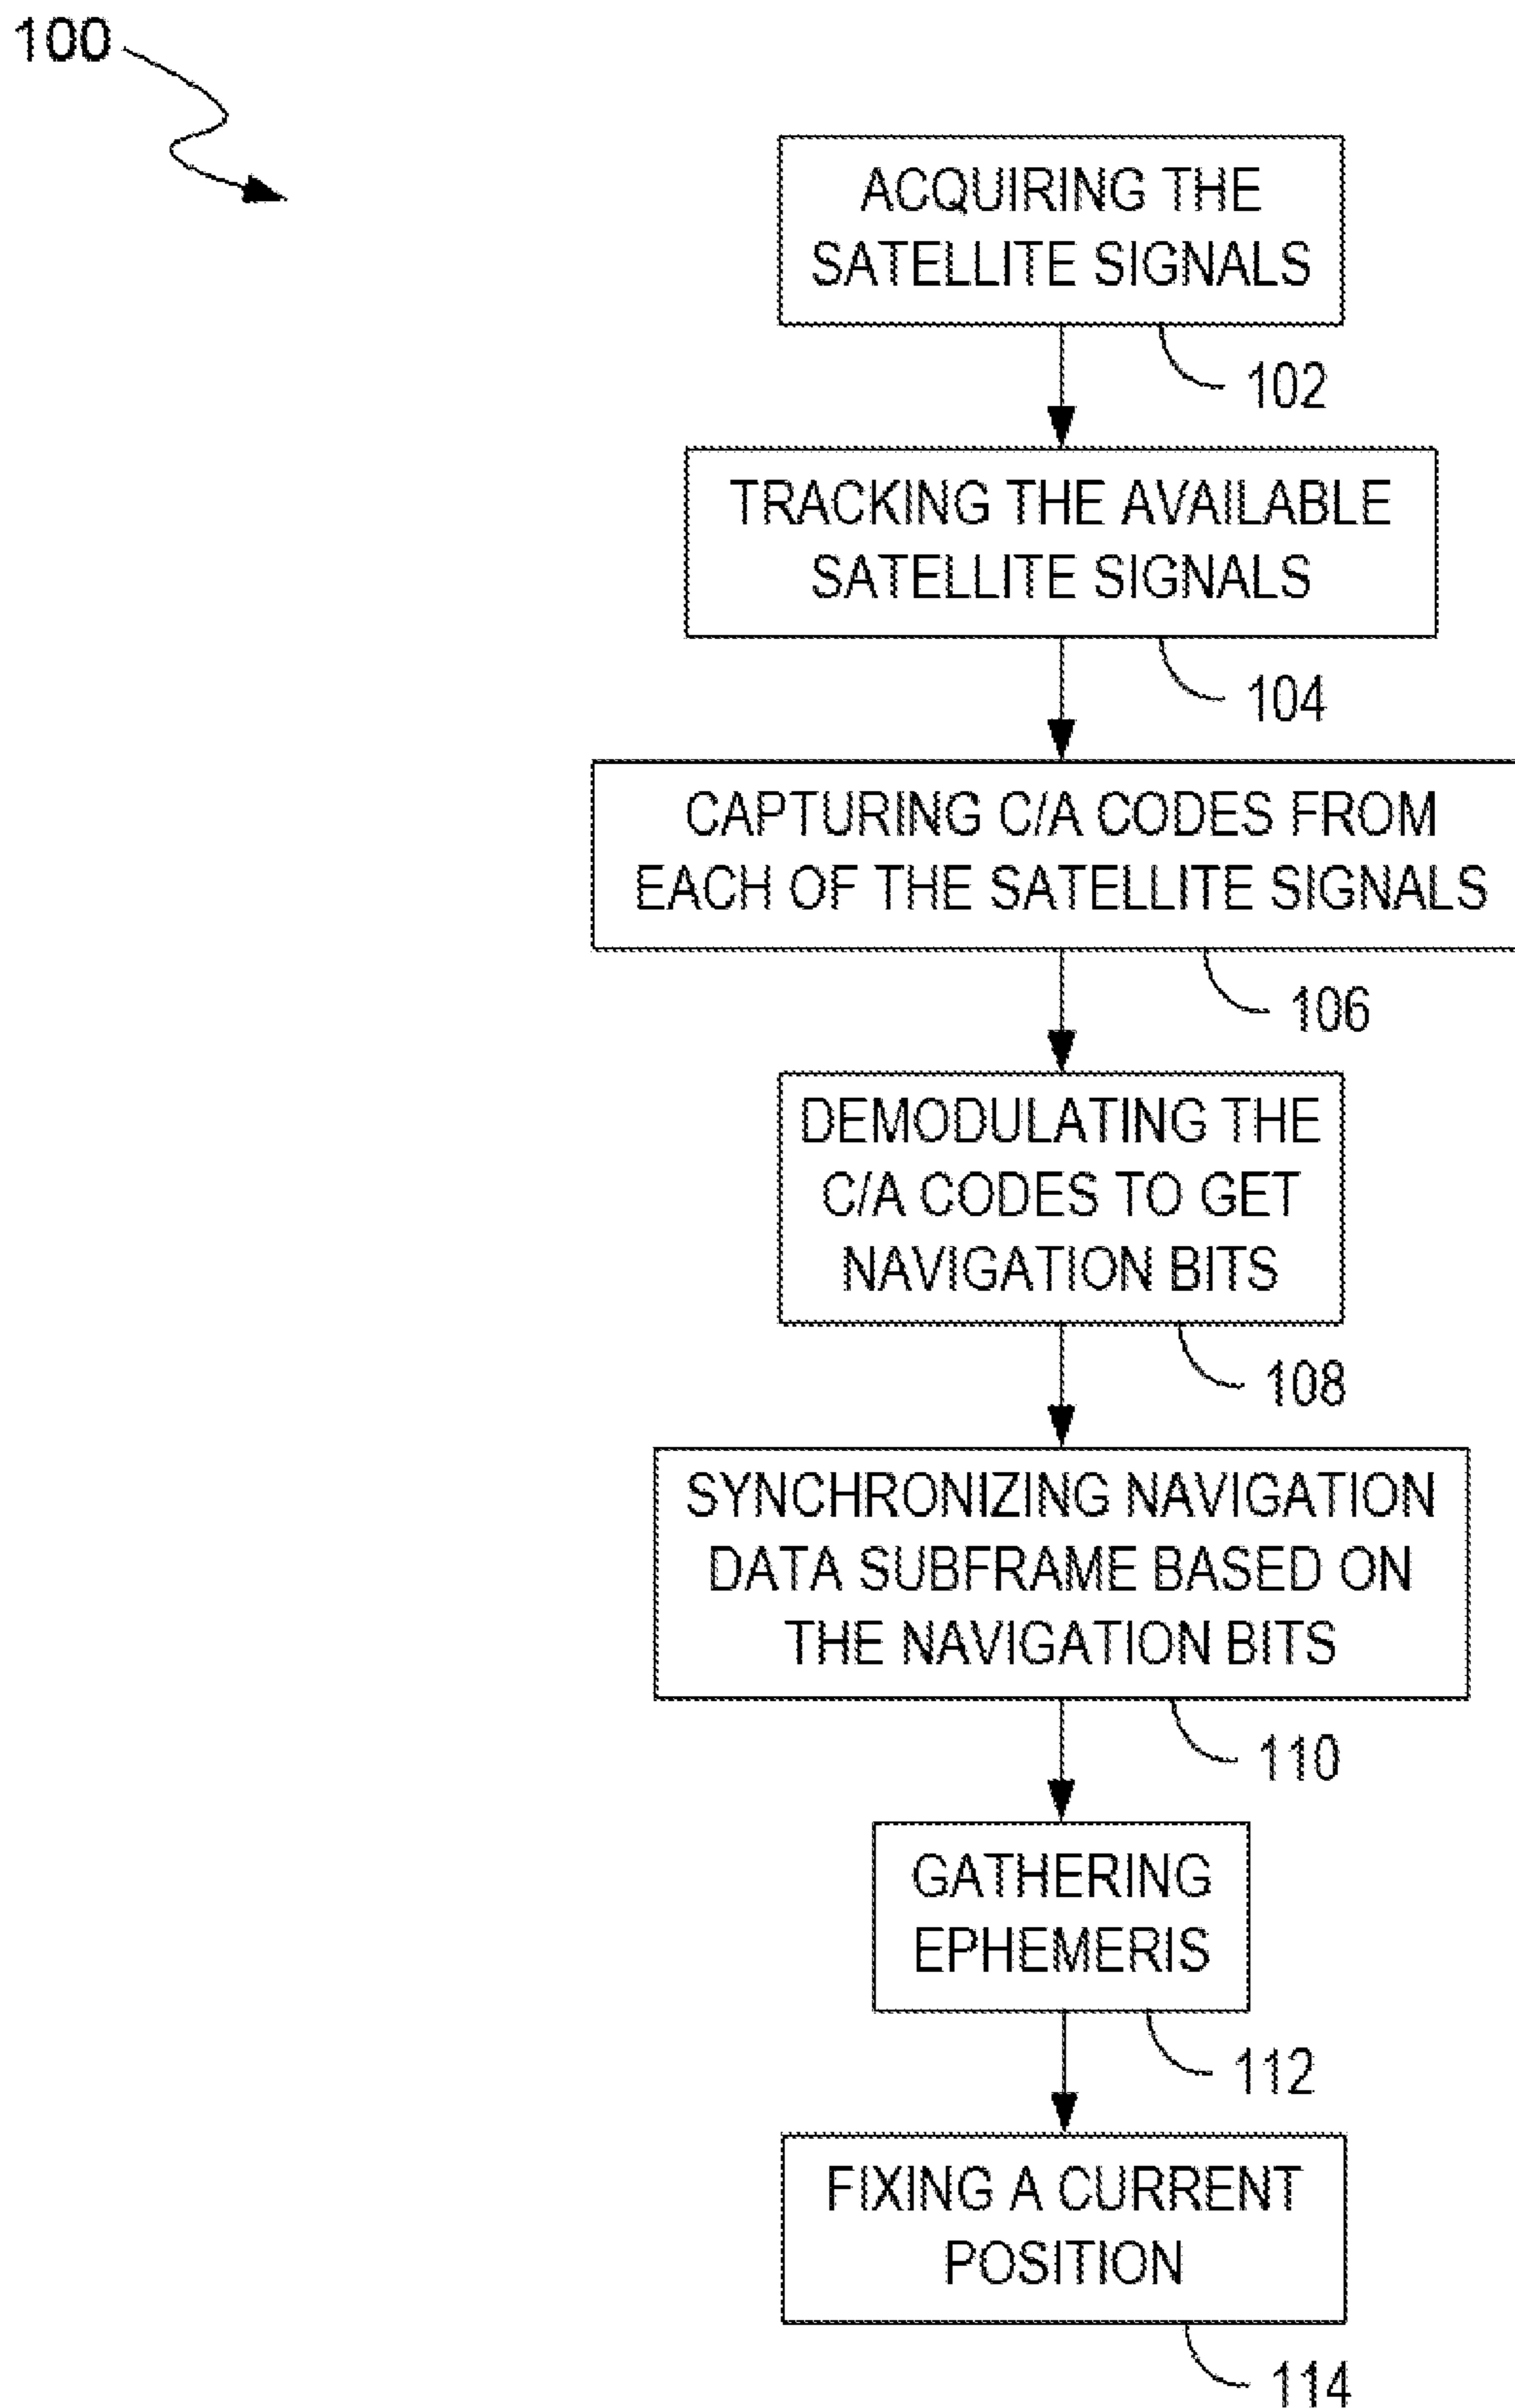 100
ACQUIRING THE
SATELLITE SIGNALS
102
TRACKING THE AVAILABLE
SATELLITE SIGNALS
104
CAPTURING C/A CODES FROM
EACH OF THE SATELLITE SIGNALS
106
DEMODULATING THE
C/A CODES TO GET
NAVIGATION BITS
108
SYNCHRONIZING NAVIGATION
DATA SUBFRAME BASED ON
THE NAVIGATION BITS
110
GATHERING
EPHEMERIS
112
FIXING A CURRENT
POSITION
114